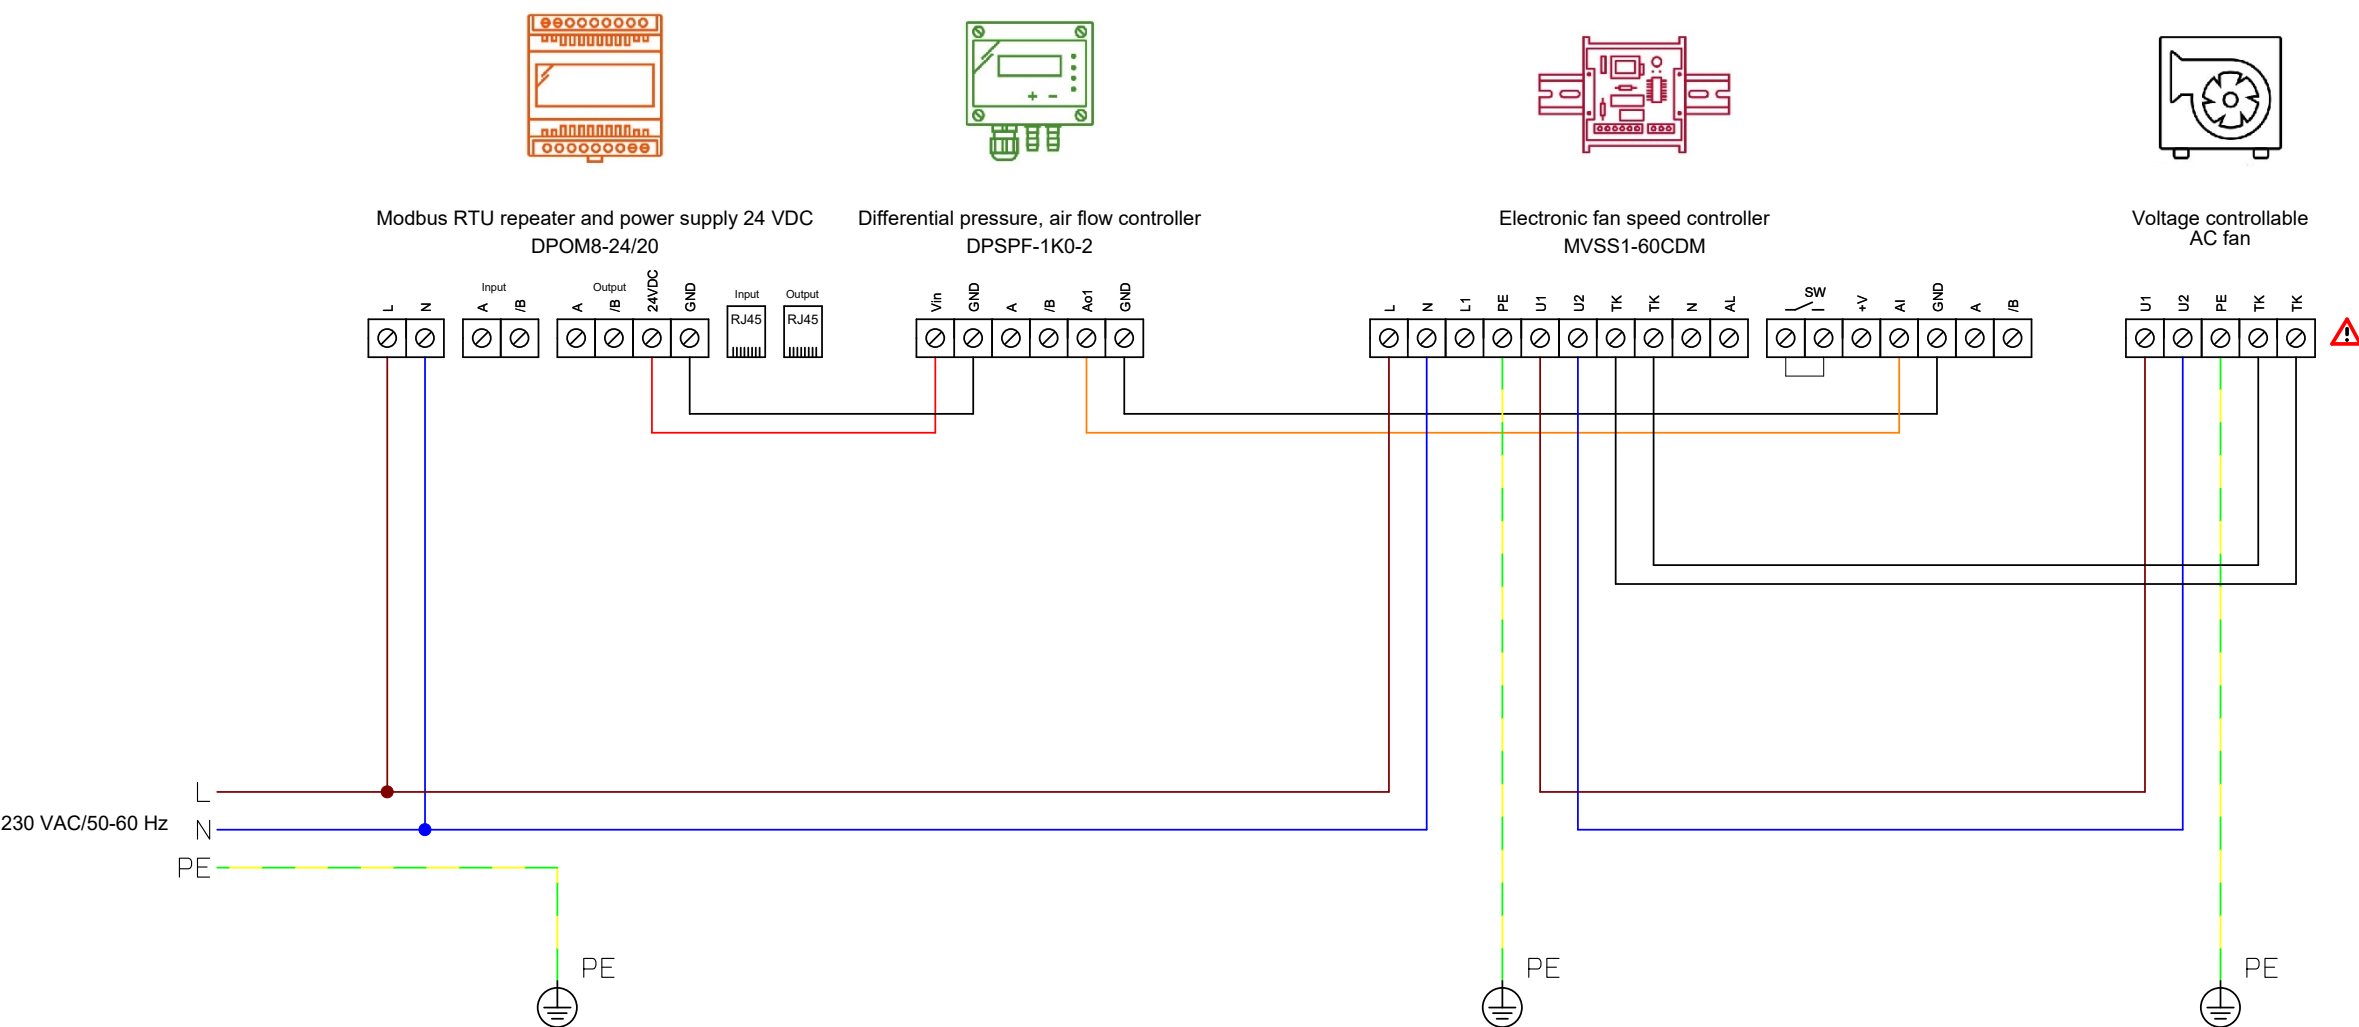 Modbus RTU repeater and power supply 24 VDC
DPOM8-24/20
Differential pressure, air flow controller
DPSPF-1K0-2
Electronic fan speed controller
MVSS1-60CDM
Voltage controllable
AC fan
L
N
Input
A
/B
Output
A
/B
24VDC
GND
Input
RJ45
Output
RJ45
Vin
GND
A
/B
Ao1
GND
L
N
L1
PE
U1
U2
TK
TK
N
AL
SW
+V
AI
GND
A
/B
U1
U2
PE
TK
TK
L
230 VAC/50-60 Hz
N
PE
PE
PE
PE